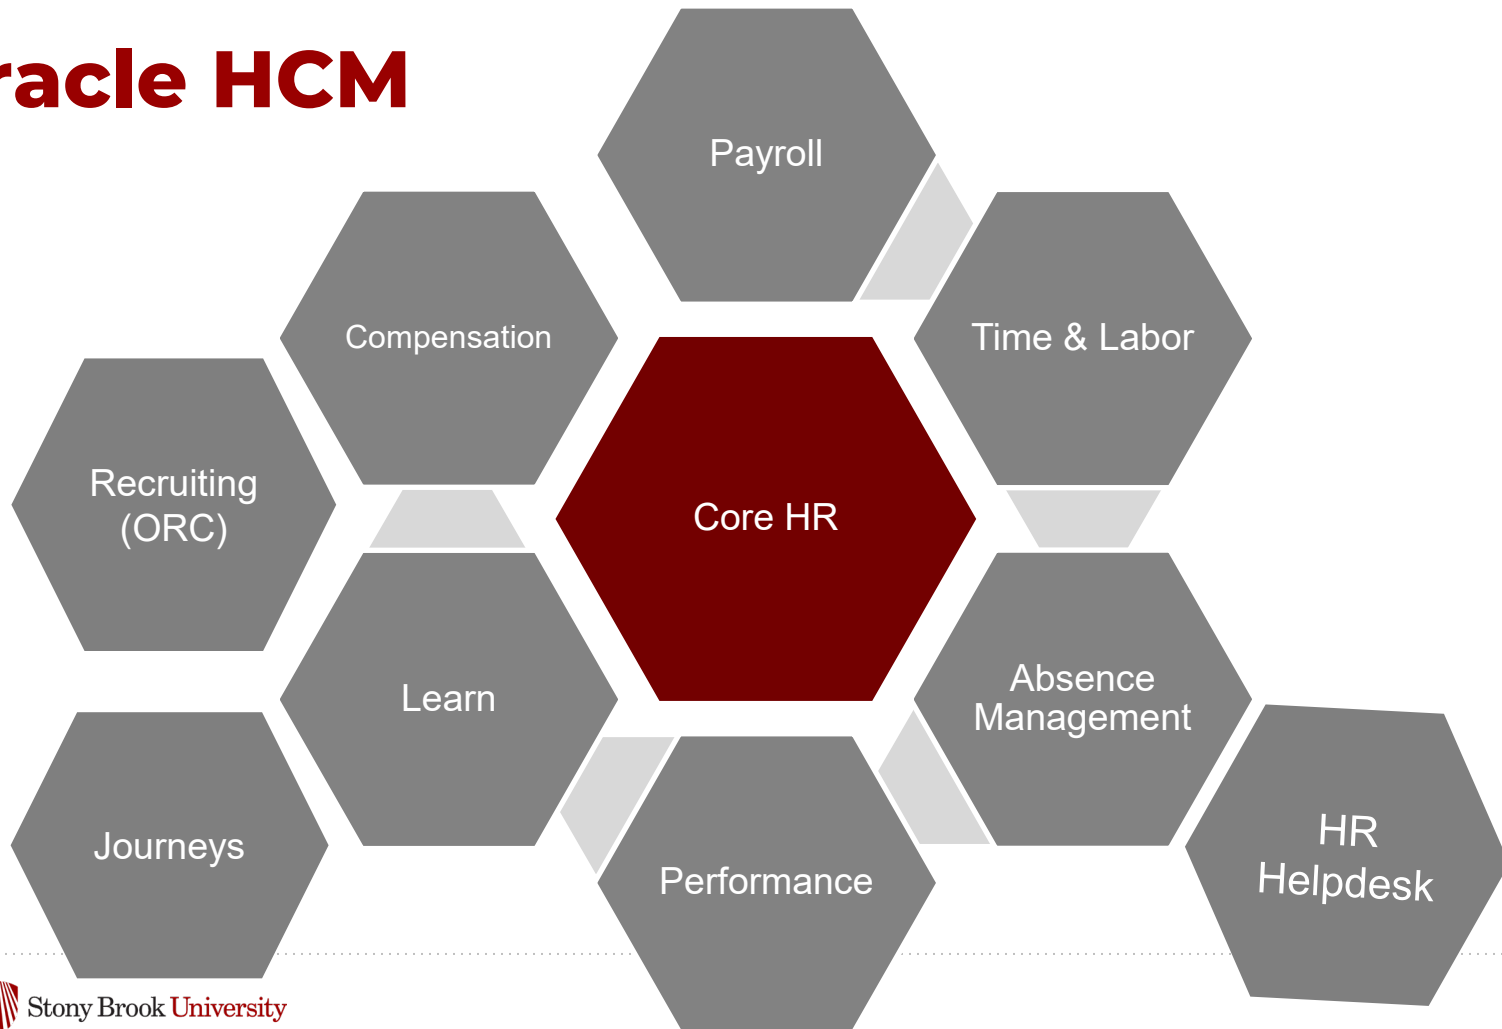 racle HCM
Payroll
Compensation
Time & Labor
Recruiting
(ORC)
Core HR
Learn
Absence
Management
Journeys
Performance
HR
Helpdesk
Stony Brook University